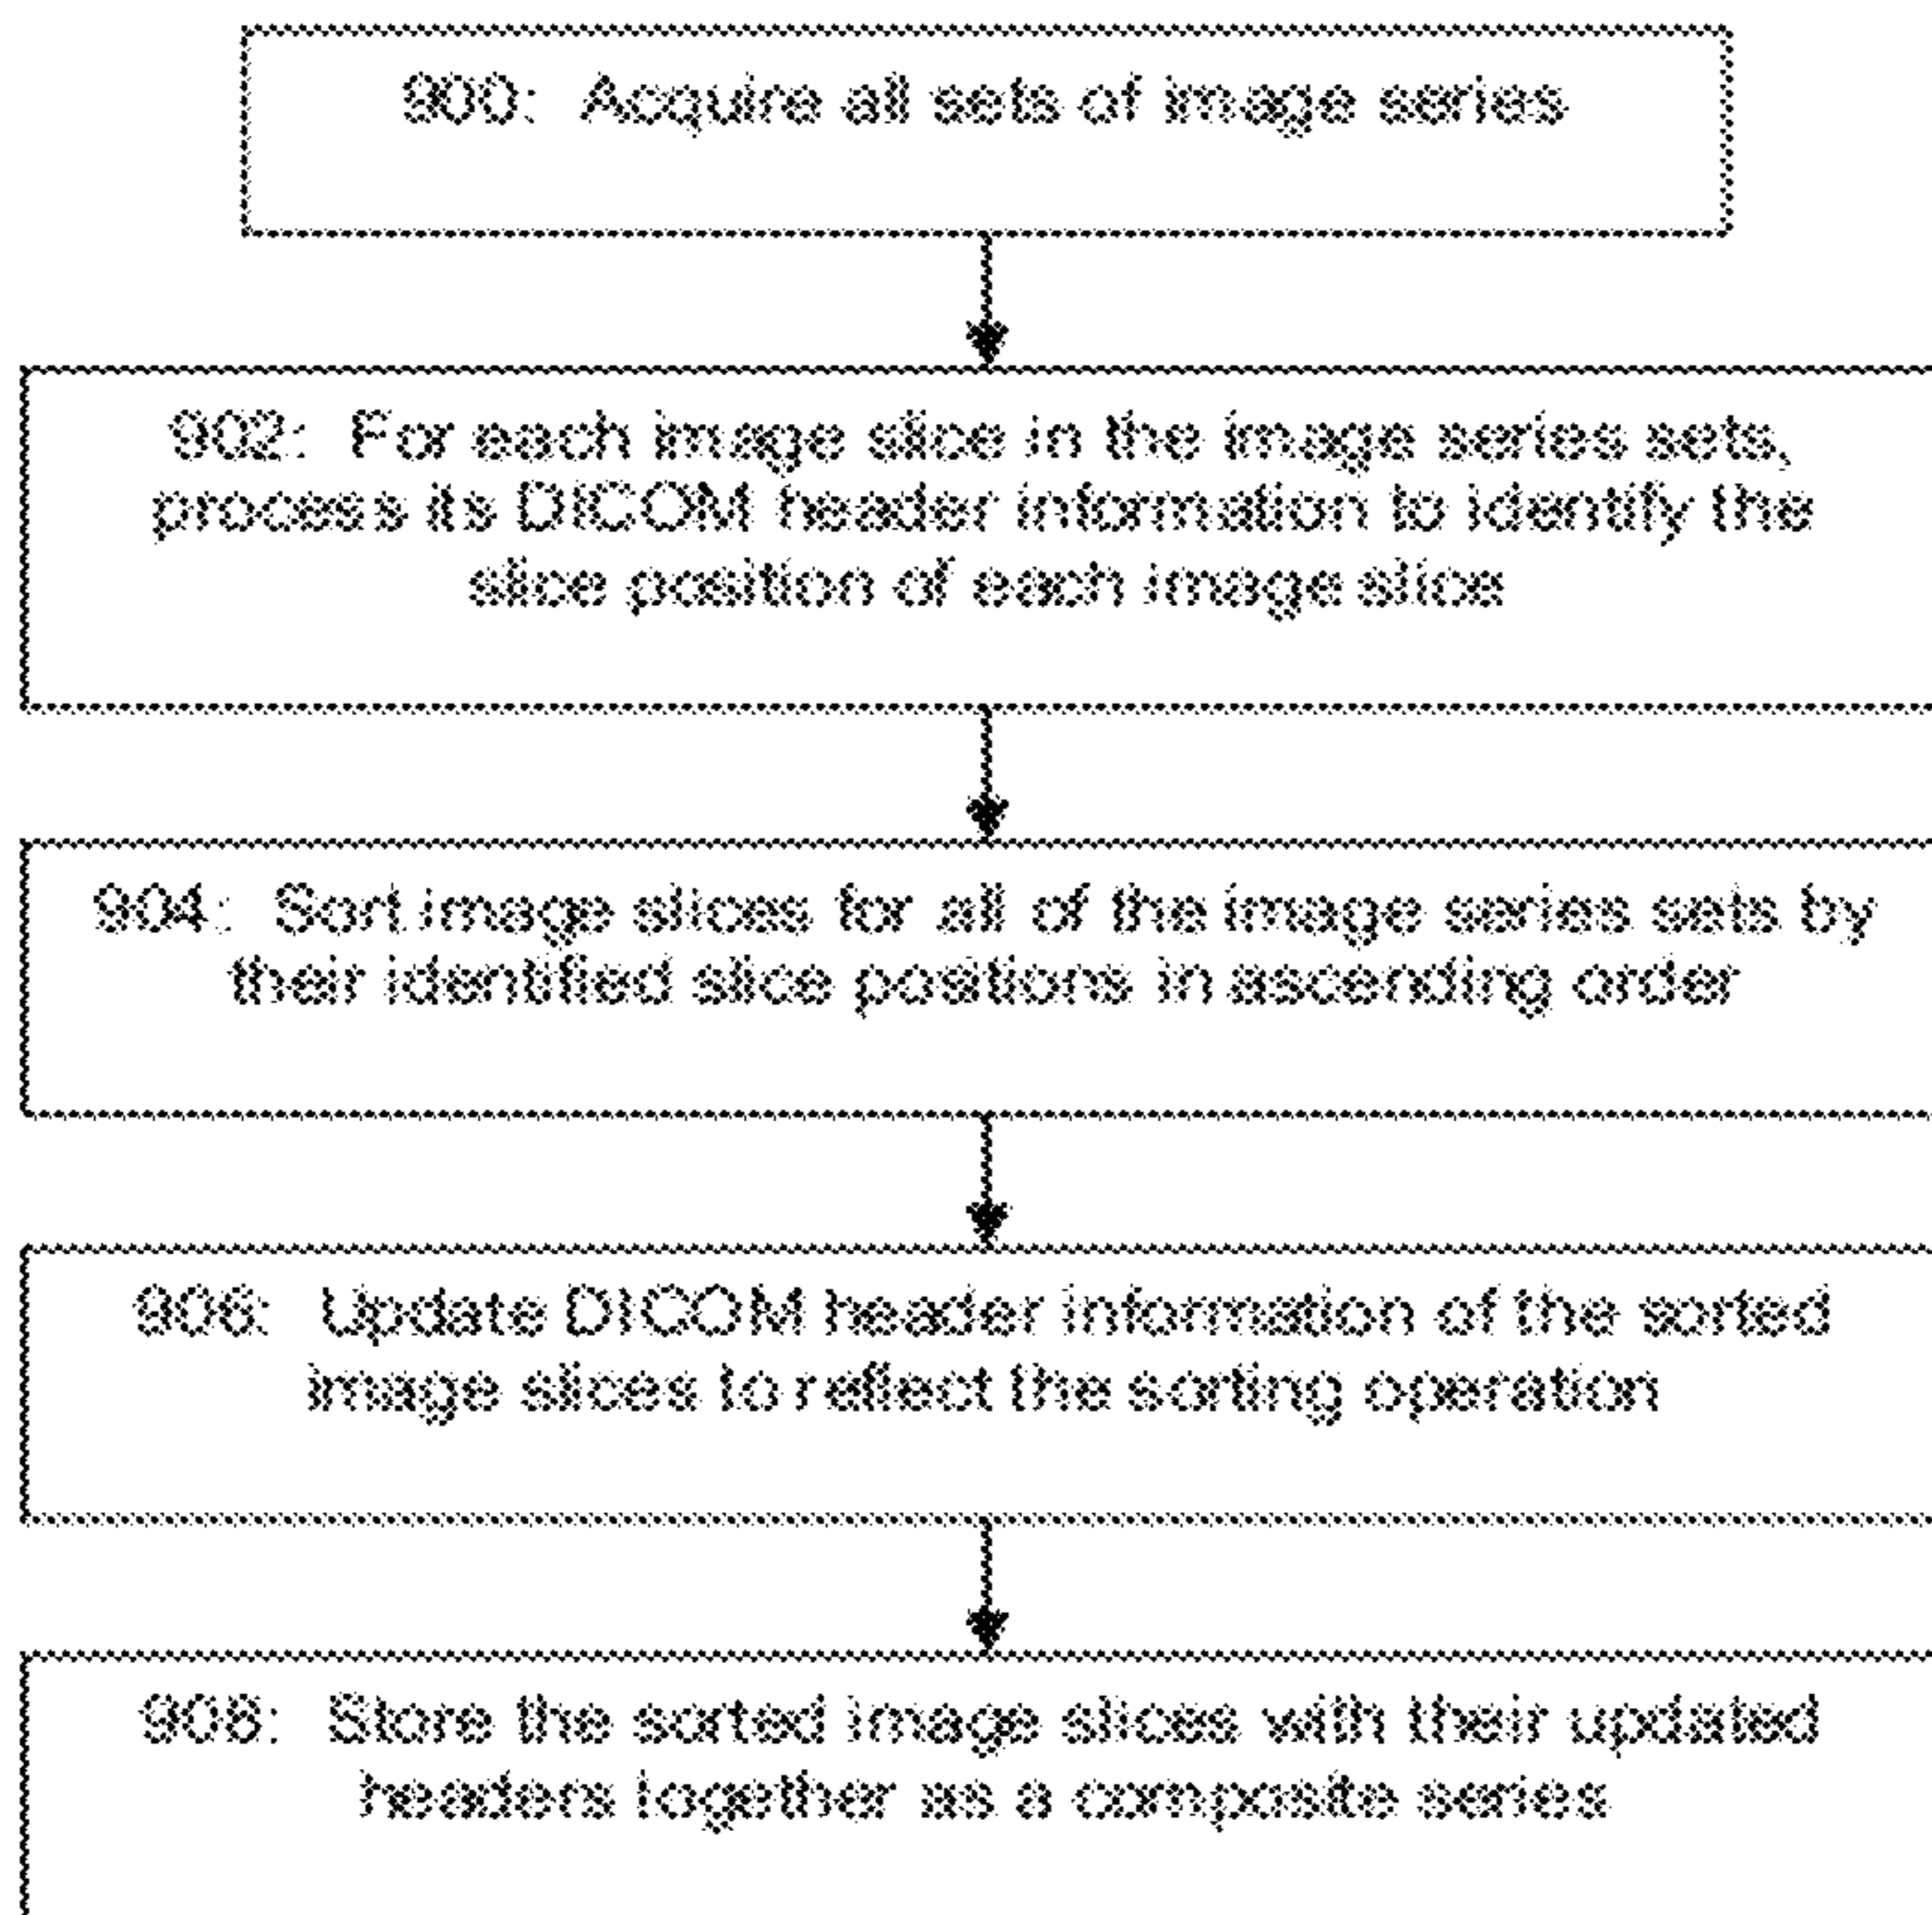 900: Acquire all sets of image series
902: For each image slice in the image series sets,
process its DICOM header information to identify the
slice position of each image slice
904: Sort image slices for all of the image series sets by
their identified slice positions in ascending order
906: Update DICOM header information of the sorted
image slices to reflect the sorting operation
908: Store the sorted image slices with their updated
headers together as a composite series